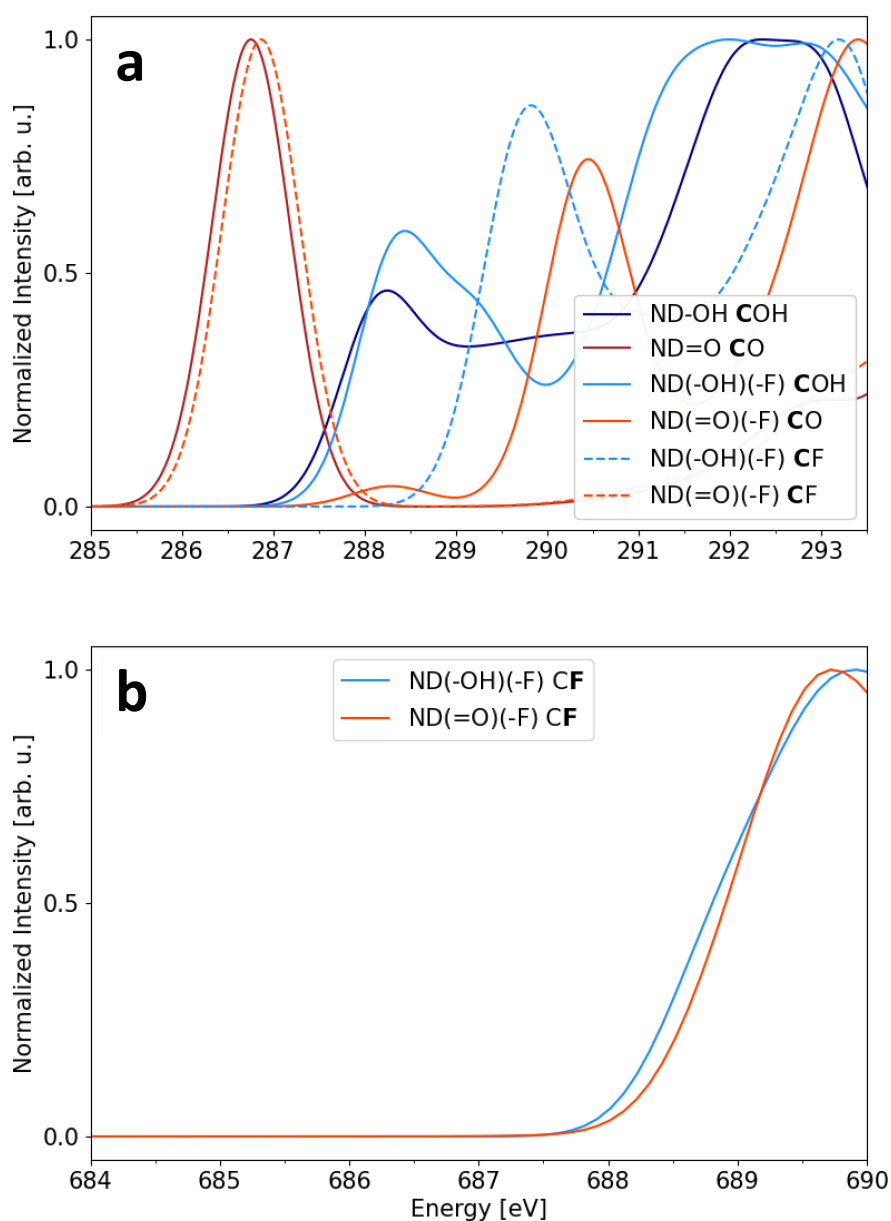 a
1.0
0.5
0.0
Normalized Intensity [arb. u.]
ND-OH COH
ND=O CO
ND(-OH)(-F) COH
ND(=O)(-F) CO
ND(-OH)(-F) CF
ND(=O)(-F) CF
285 286 287 288 289 290 291 292 293
b
1.0
0.5
0.0
Normalized Intensity [arb. u.]
ND(-OH)(-F) CF
ND(=O)(-F) CF
684 685 686 687 688 689 690
Energy [eV]